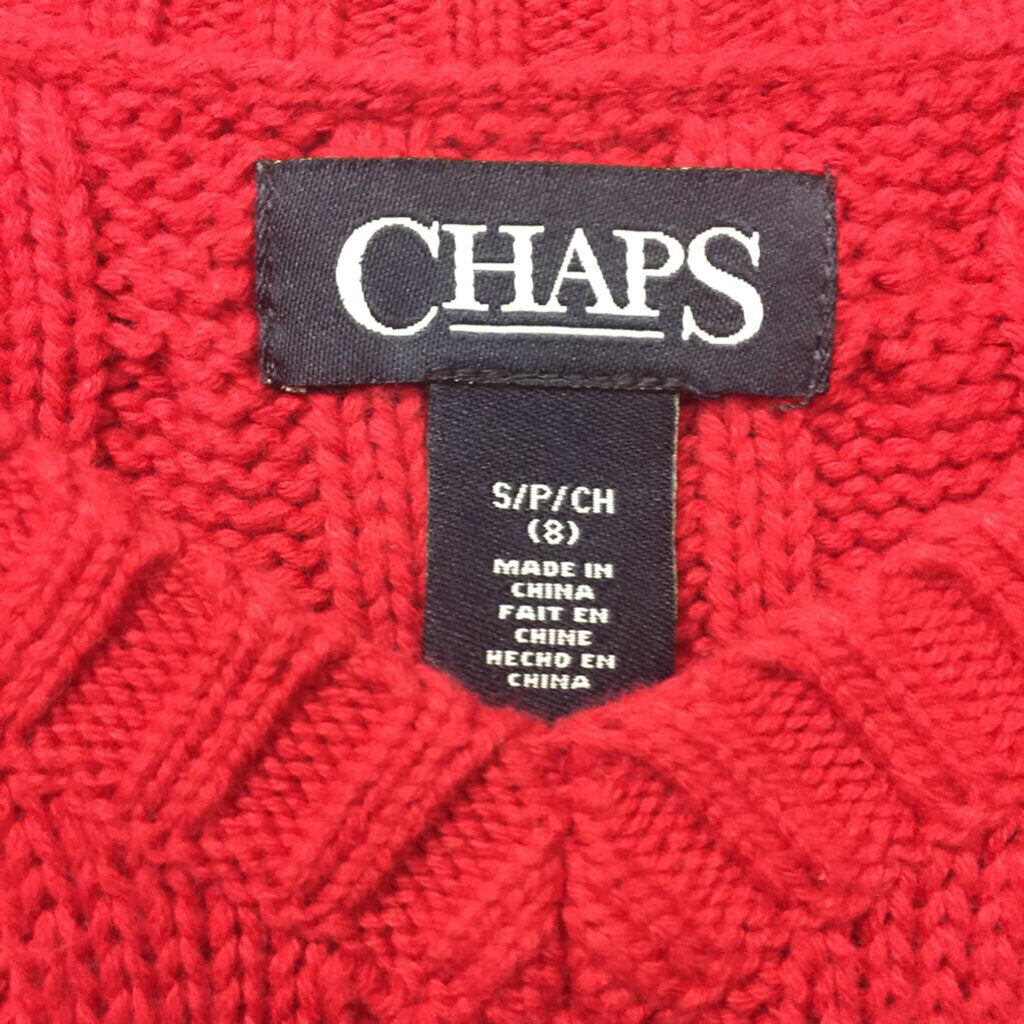 CHAPS
S/P/CH
(8)
MADE IN
CHINA
FAIT EN
CHINE
HECHO EN
CHINA